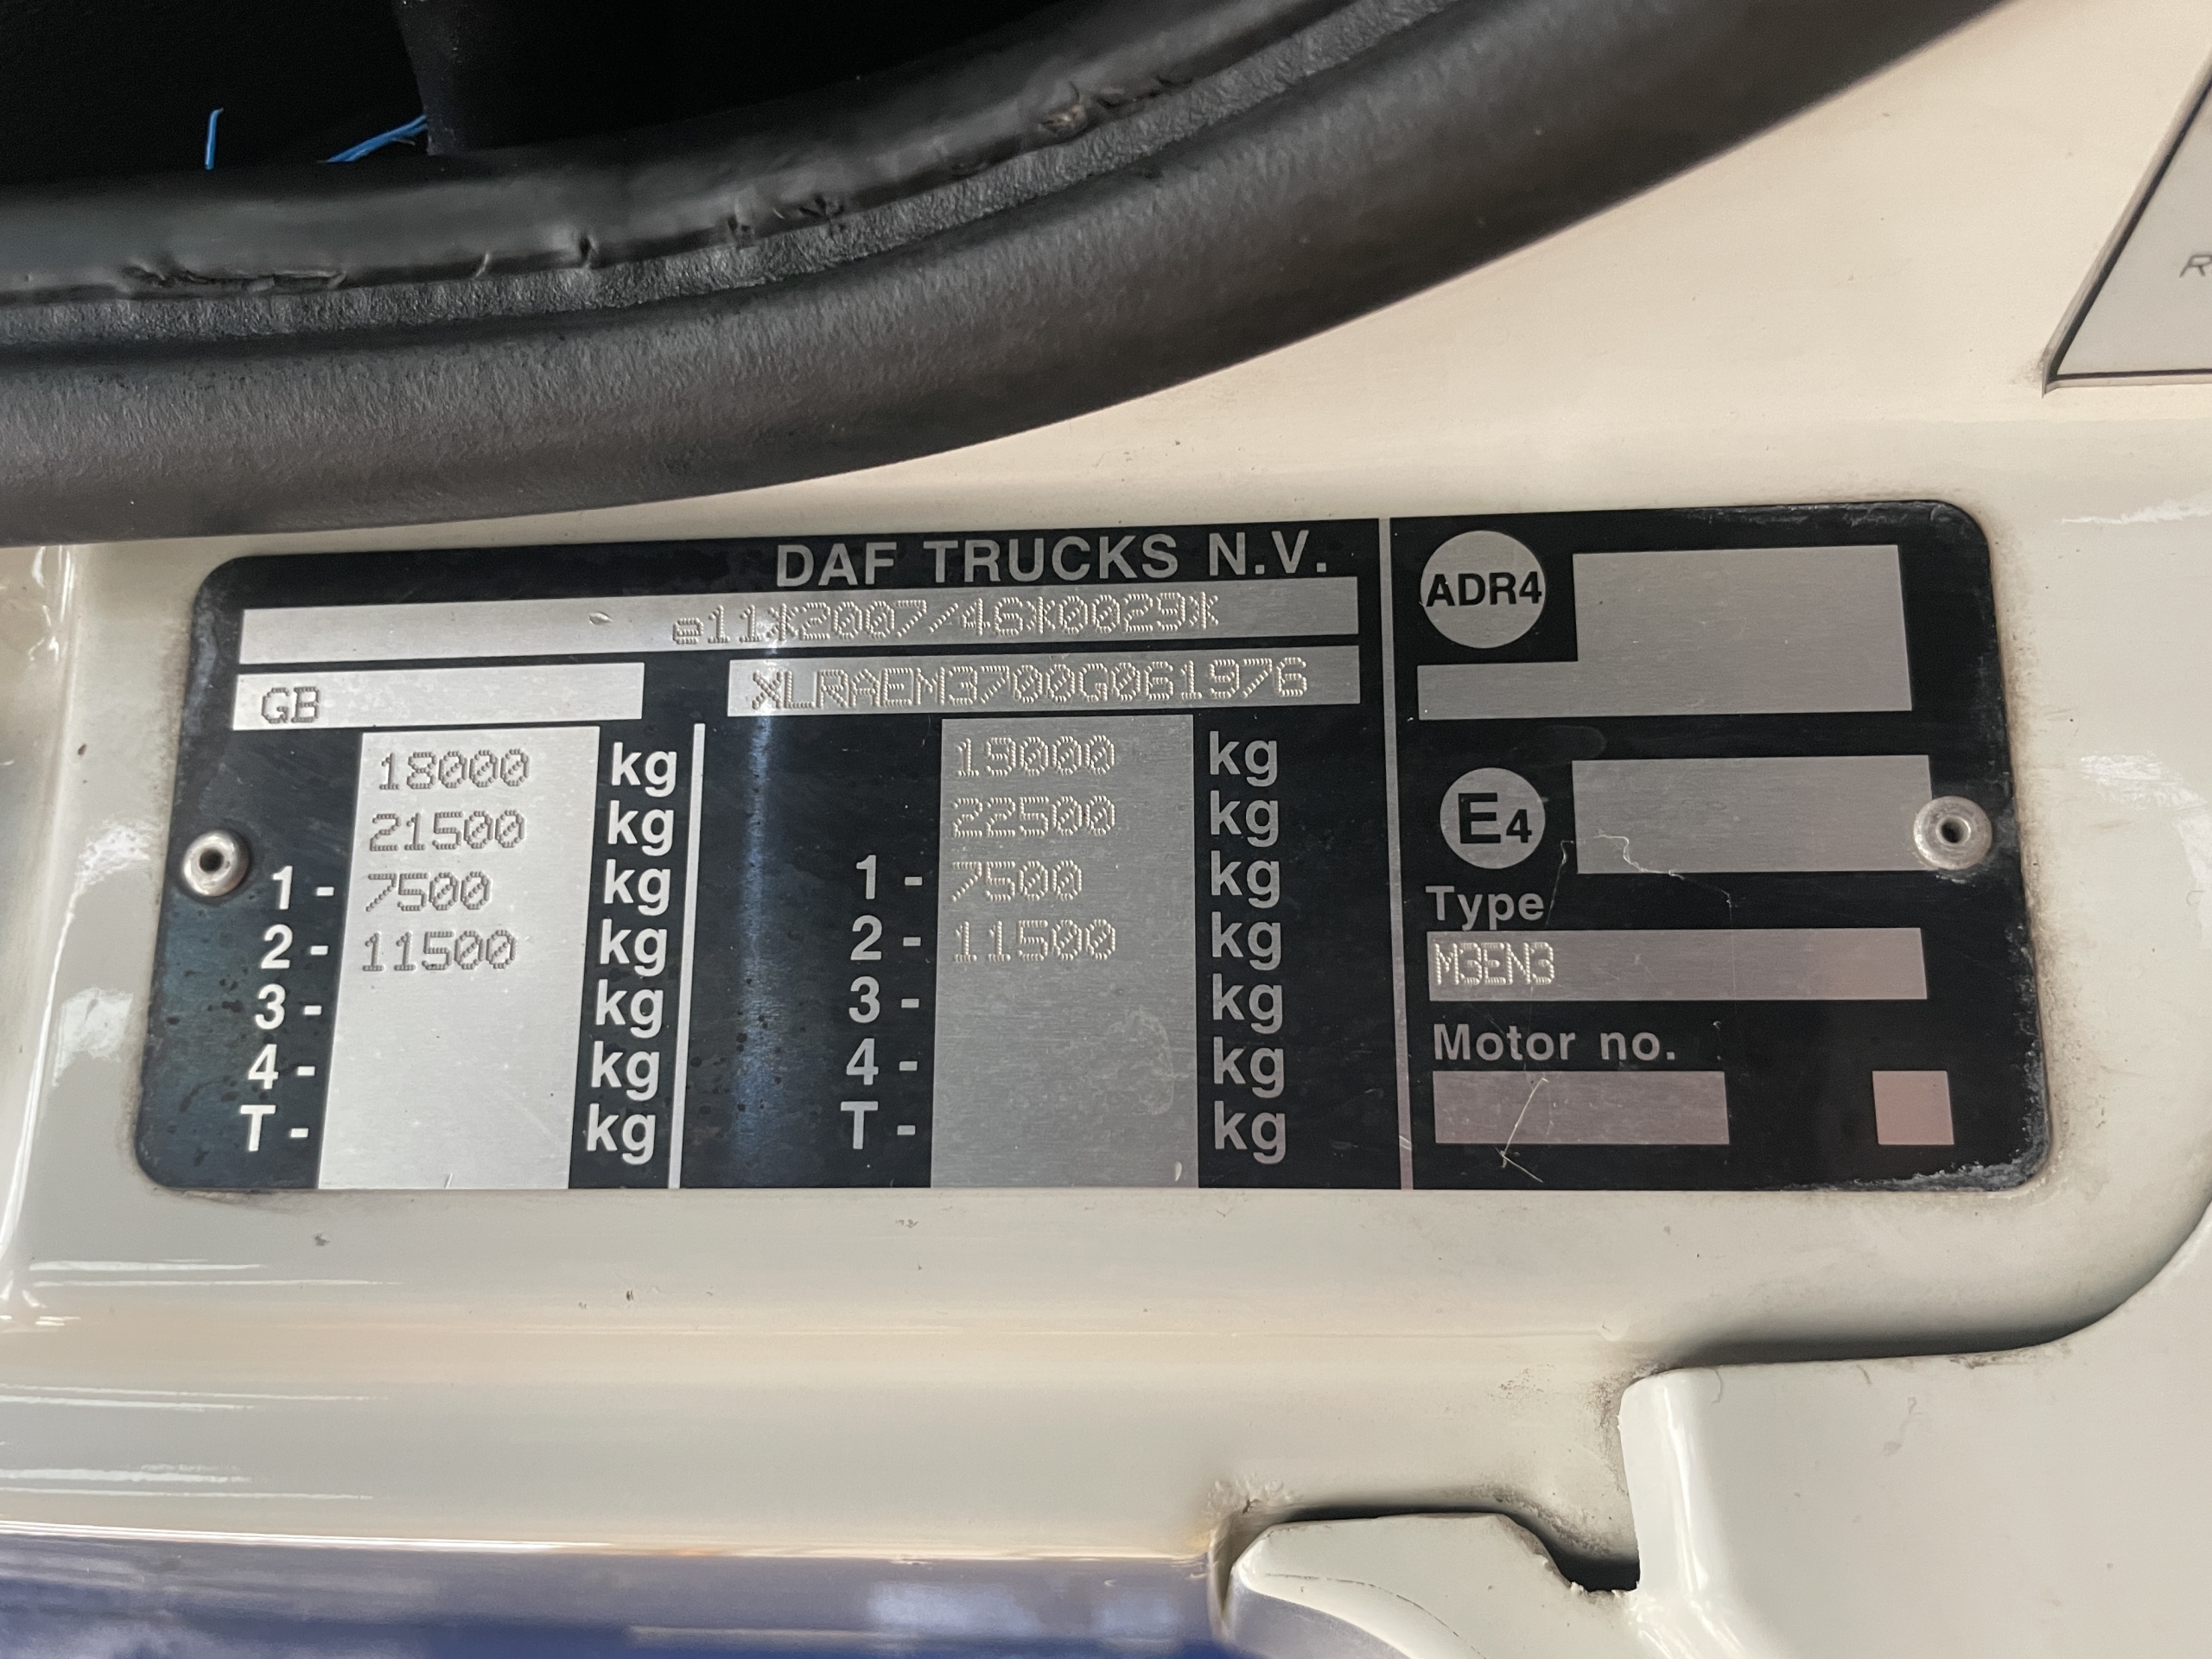 R
DAF TRUCKS N.V.
e11*2007/46*0029*
GB
XLRAEM3700G061976
18000 kg
21500 kg
1 - 7500 kg
2 - 11500 kg
3 - kg
4 - kg
T - kg
19000 kg
22500 kg
1 - 7500 kg
2 - 11500 kg
3 - kg
4 - kg
T - kg
ADR4
E4
Type
M3EN3
Motor no.